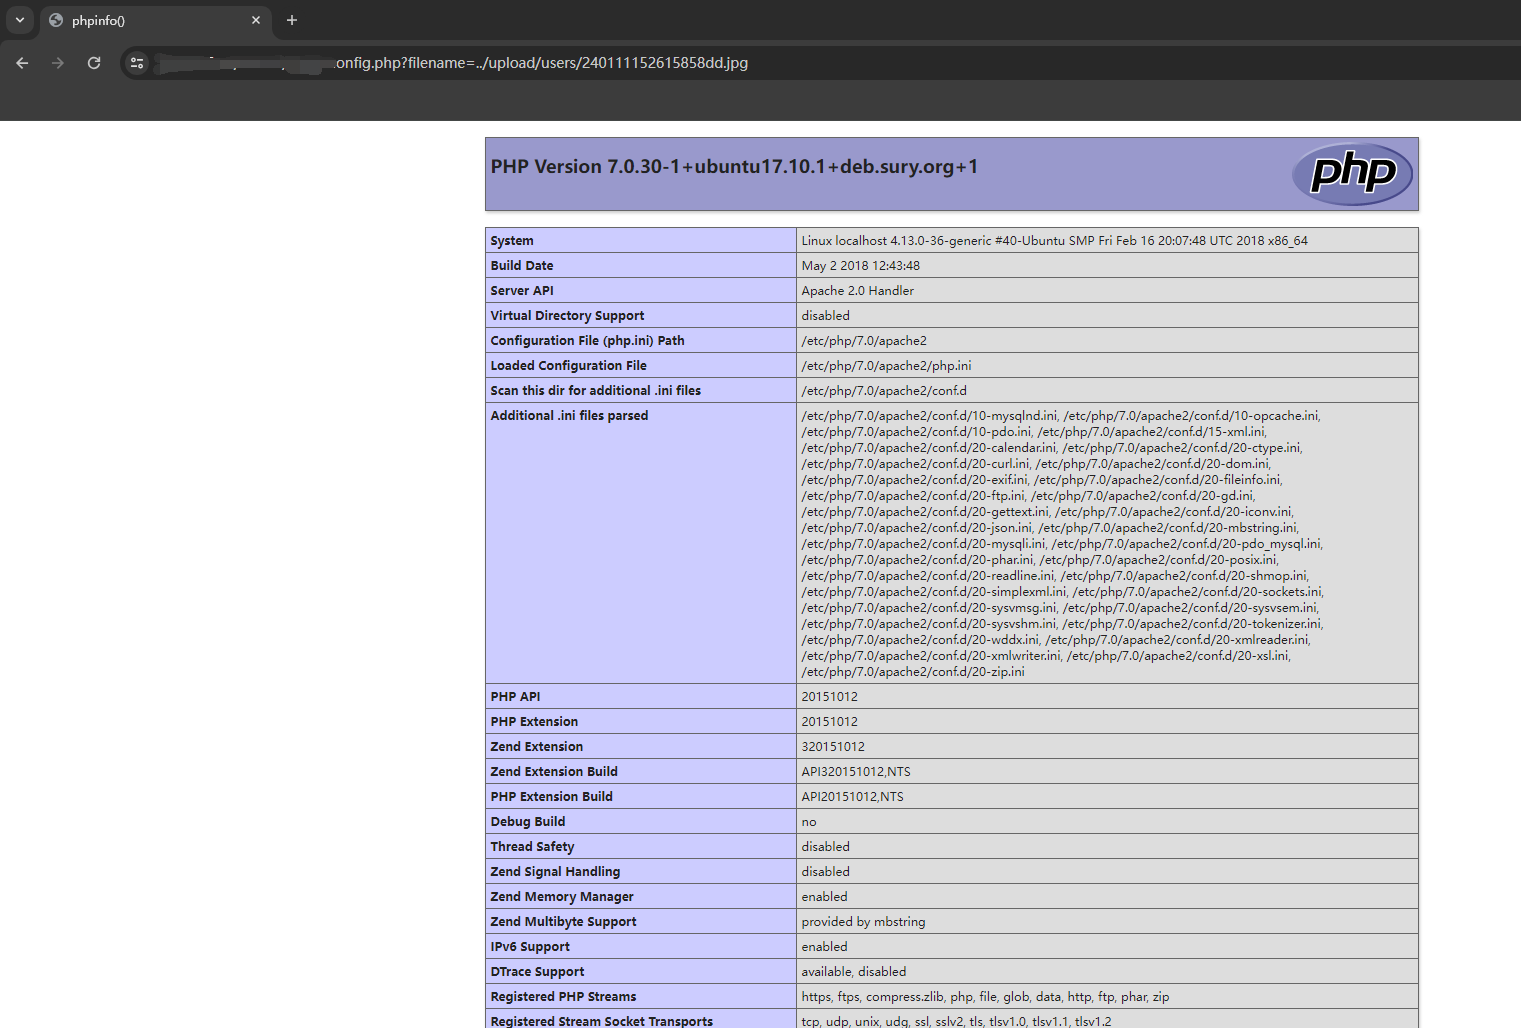 phpinfo()
onfig.php?filename=../upload/users/240111152615858dd.jpg
PHP Version 7.0.30-1+ubuntu17.10.1+deb.sury.org+1
php
System Linux localhost 4.13.0-36-generic #40-Ubuntu SMP Fri Feb 16 20:07:48 UTC 2018 x86_64
Build Date May 2 2018 12:43:48
Server API Apache 2.0 Handler
Virtual Directory Support disabled
Configuration File (php.ini) Path /etc/php/7.0/apache2
Loaded Configuration File /etc/php/7.0/apache2/php.ini
Scan this dir for additional .ini files /etc/php/7.0/apache2/conf.d
Additional .ini files parsed /etc/php/7.0/apache2/conf.d/10-mysqlnd.ini, /etc/php/7.0/apache2/conf.d/10-opcache.ini,
/etc/php/7.0/apache2/conf.d/10-pdo.ini, /etc/php/7.0/apache2/conf.d/15-xml.ini,
/etc/php/7.0/apache2/conf.d/20-calendar.ini, /etc/php/7.0/apache2/conf.d/20-ctype.ini,
/etc/php/7.0/apache2/conf.d/20-curl.ini, /etc/php/7.0/apache2/conf.d/20-dom.ini,
/etc/php/7.0/apache2/conf.d/20-exif.ini, /etc/php/7.0/apache2/conf.d/20-fileinfo.ini,
/etc/php/7.0/apache2/conf.d/20-ftp.ini, /etc/php/7.0/apache2/conf.d/20-gd.ini,
/etc/php/7.0/apache2/conf.d/20-gettext.ini, /etc/php/7.0/apache2/conf.d/20-iconv.ini,
/etc/php/7.0/apache2/conf.d/20-json.ini, /etc/php/7.0/apache2/conf.d/20-mbstring.ini,
/etc/php/7.0/apache2/conf.d/20-mysqli.ini, /etc/php/7.0/apache2/conf.d/20-pdo_mysql.ini,
/etc/php/7.0/apache2/conf.d/20-phar.ini, /etc/php/7.0/apache2/conf.d/20-posix.ini,
/etc/php/7.0/apache2/conf.d/20-readline.ini, /etc/php/7.0/apache2/conf.d/20-shmop.ini,
/etc/php/7.0/apache2/conf.d/20-simplexml.ini, /etc/php/7.0/apache2/conf.d/20-sockets.ini,
/etc/php/7.0/apache2/conf.d/20-sysvmsg.ini, /etc/php/7.0/apache2/conf.d/20-sysvsem.ini,
/etc/php/7.0/apache2/conf.d/20-sysvshm.ini, /etc/php/7.0/apache2/conf.d/20-tokenizer.ini,
/etc/php/7.0/apache2/conf.d/20-wddx.ini, /etc/php/7.0/apache2/conf.d/20-xmlreader.ini,
/etc/php/7.0/apache2/conf.d/20-xmlwriter.ini, /etc/php/7.0/apache2/conf.d/20-xsl.ini,
/etc/php/7.0/apache2/conf.d/20-zip.ini
PHP API 20151012
PHP Extension 20151012
Zend Extension 320151012
Zend Extension Build API320151012,NTS
PHP Extension Build API20151012,NTS
Debug Build no
Thread Safety disabled
Zend Signal Handling disabled
Zend Memory Manager enabled
Zend Multibyte Support provided by mbstring
IPv6 Support enabled
DTrace Support available, disabled
Registered PHP Streams https, ftps, compress.zlib, php, file, glob, data, http, ftp, phar, zip
Registered Stream Socket Transports tcp, udp, unix, udg, ssl, sslv2, tls, tlsv1.0, tlsv1.1, tlsv1.2